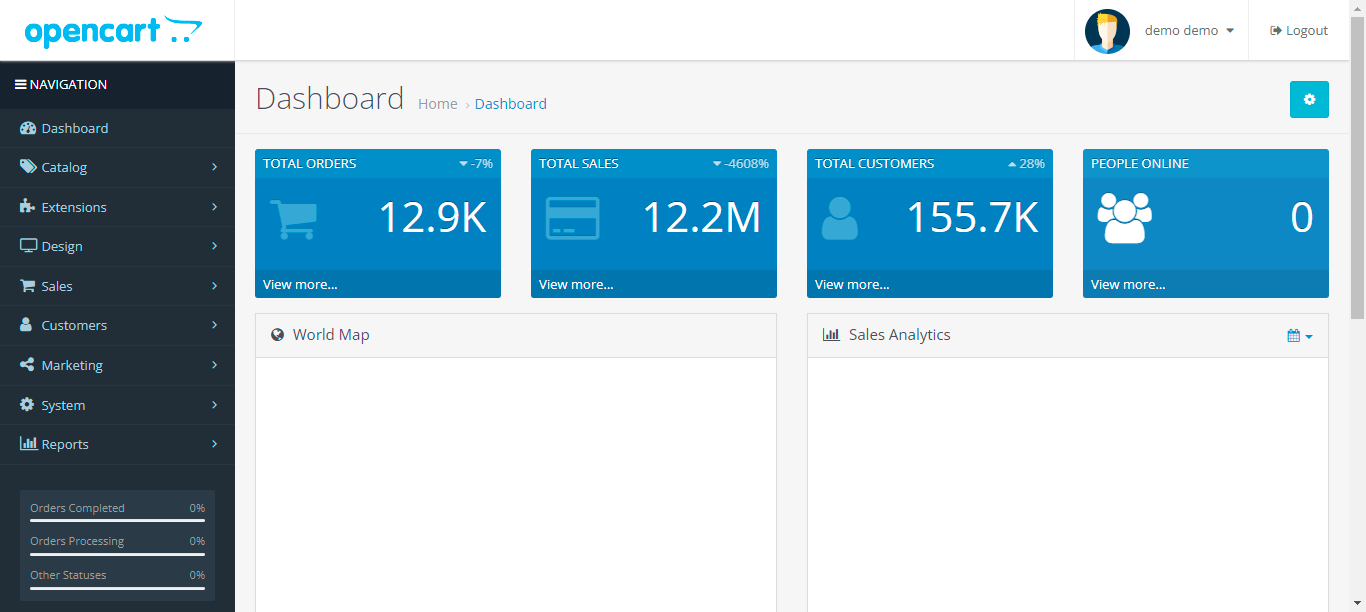 opencart
demo demo
Logout
NAVIGATION
Dashboard
Catalog
Extensions
Design
Sales
Customers
Marketing
System
Reports
Orders Completed 0%
Orders Processing 0%
Other Statuses 0%
Dashboard Home › Dashboard
TOTAL ORDERS -7%
12.9K
View more...
TOTAL SALES -4608%
12.2M
View more...
TOTAL CUSTOMERS 28%
155.7K
View more...
PEOPLE ONLINE
0
View more...
World Map
Sales Analytics